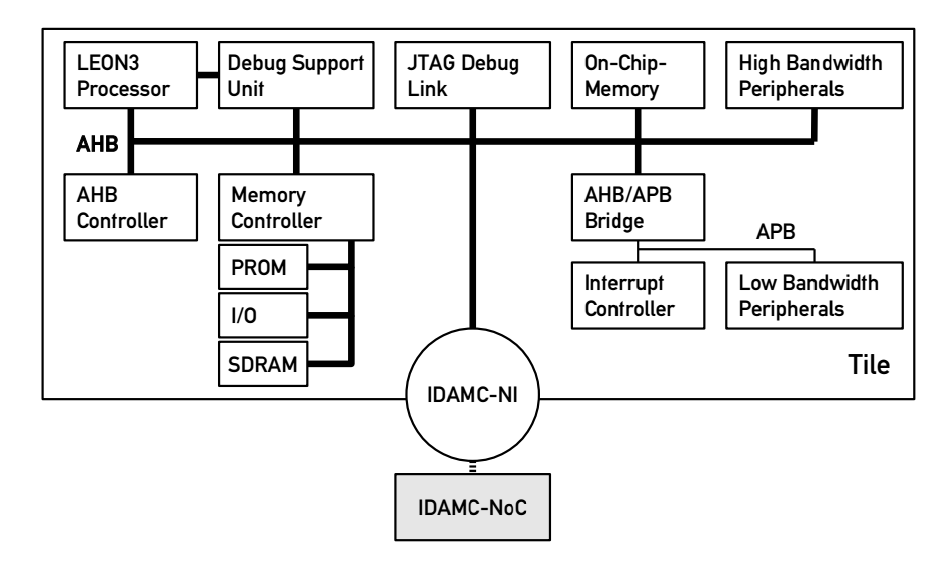 LEON3
Processor
Debug Support
Unit
JTAG Debug
Link
On-Chip-
Memory
High Bandwidth
Peripherals
AHB
AHB
Controller
Memory
Controller
AHB/APB
Bridge
APB
PROM
I/O
SDRAM
Interrupt
Controller
Low Bandwidth
Peripherals
Tile
IDAMC-NI
IDAMC-NoC